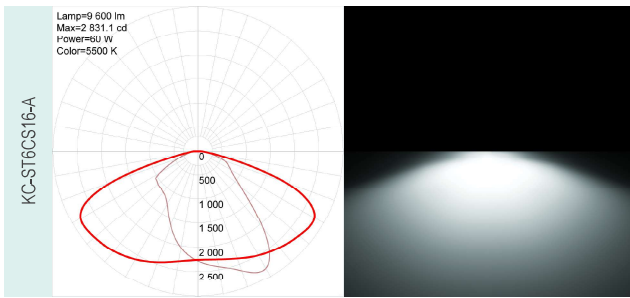 KC-ST6CS16-A
Lamp=9 600 lm
Max=2 831.1 cd
Power=60 W
Color=5500 K
0
500
1 000
1 500
2 000
2 500